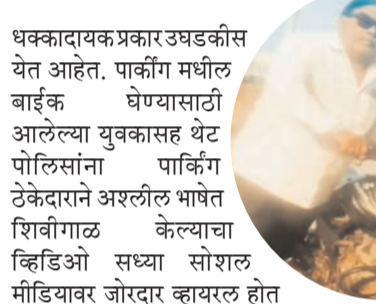 धक्कादायक प्रकार उघडकीस
येत आहेत. पार्कींग मधील
बाईक घेण्यासाठी
आलेल्या युवकासह थेट
पोलिसांना पार्किंग
ठेकेदाराने अश्लील भाषेत
शिवीगाळ केल्याचा
व्हिडिओ सध्या सोशल
मीडियावर जोरदार व्हायरल होत